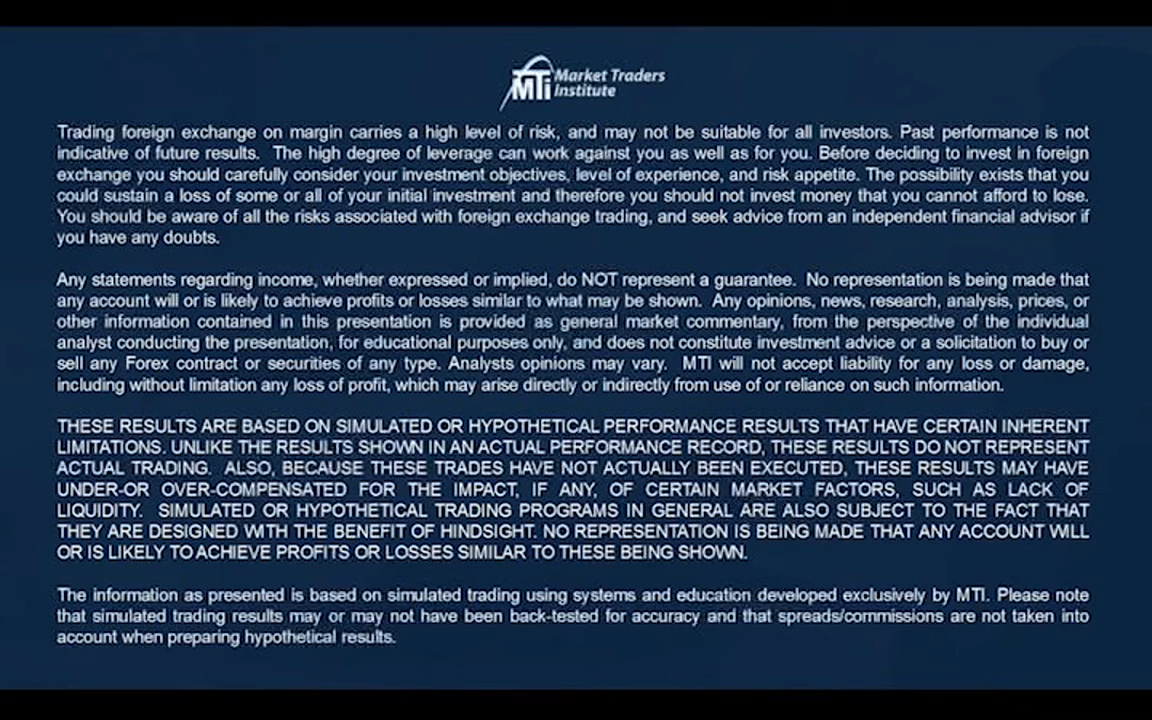 MTi Market Traders
Institute
Trading foreign exchange on margin carries a high level of risk, and may not be suitable for all investors. Past performance is not
indicative of future results.  The high degree of leverage can work against you as well as for you. Before deciding to invest in foreign
exchange you should carefully consider your investment objectives, level of experience, and risk appetite. The possibility exists that you
could sustain a loss of some or all of your initial investment and therefore you should not invest money that you cannot afford to lose.
You should be aware of all the risks associated with foreign exchange trading, and seek advice from an independent financial advisor if
you have any doubts.
Any statements regarding income, whether expressed or implied, do NOT represent a guarantee.  No representation is being made that
any account will or is likely to achieve profits or losses similar to what may be shown.  Any opinions, news, research, analysis, prices, or
other information contained in this presentation is provided as general market commentary, from the perspective of the individual
analyst conducting the presentation, for educational purposes only, and does not constitute investment advice or a solicitation to buy or
sell any Forex contract or securities of any type. Analysts opinions may vary.  MTI will not accept liability for any loss or damage,
including without limitation any loss of profit, which may arise directly or indirectly from use of or reliance on such information.
THESE RESULTS ARE BASED ON SIMULATED OR HYPOTHETICAL PERFORMANCE RESULTS THAT HAVE CERTAIN INHERENT
LIMITATIONS. UNLIKE THE RESULTS SHOWN IN AN ACTUAL PERFORMANCE RECORD, THESE RESULTS DO NOT REPRESENT
ACTUAL TRADING.  ALSO, BECAUSE THESE TRADES HAVE NOT ACTUALLY BEEN EXECUTED, THESE RESULTS MAY HAVE
UNDER-OR OVER-COMPENSATED FOR THE IMPACT, IF ANY, OF CERTAIN MARKET FACTORS, SUCH AS LACK OF
LIQUIDITY.  SIMULATED OR HYPOTHETICAL TRADING PROGRAMS IN GENERAL ARE ALSO SUBJECT TO THE FACT THAT
THEY ARE DESIGNED WITH THE BENEFIT OF HINDSIGHT. NO REPRESENTATION IS BEING MADE THAT ANY ACCOUNT WILL
OR IS LIKELY TO ACHIEVE PROFITS OR LOSSES SIMILAR TO THESE BEING SHOWN.
The information as presented is based on simulated trading using systems and education developed exclusively by MTI. Please note
that simulated trading results may or may not have been back-tested for accuracy and that spreads/commissions are not taken into
account when preparing hypothetical results.